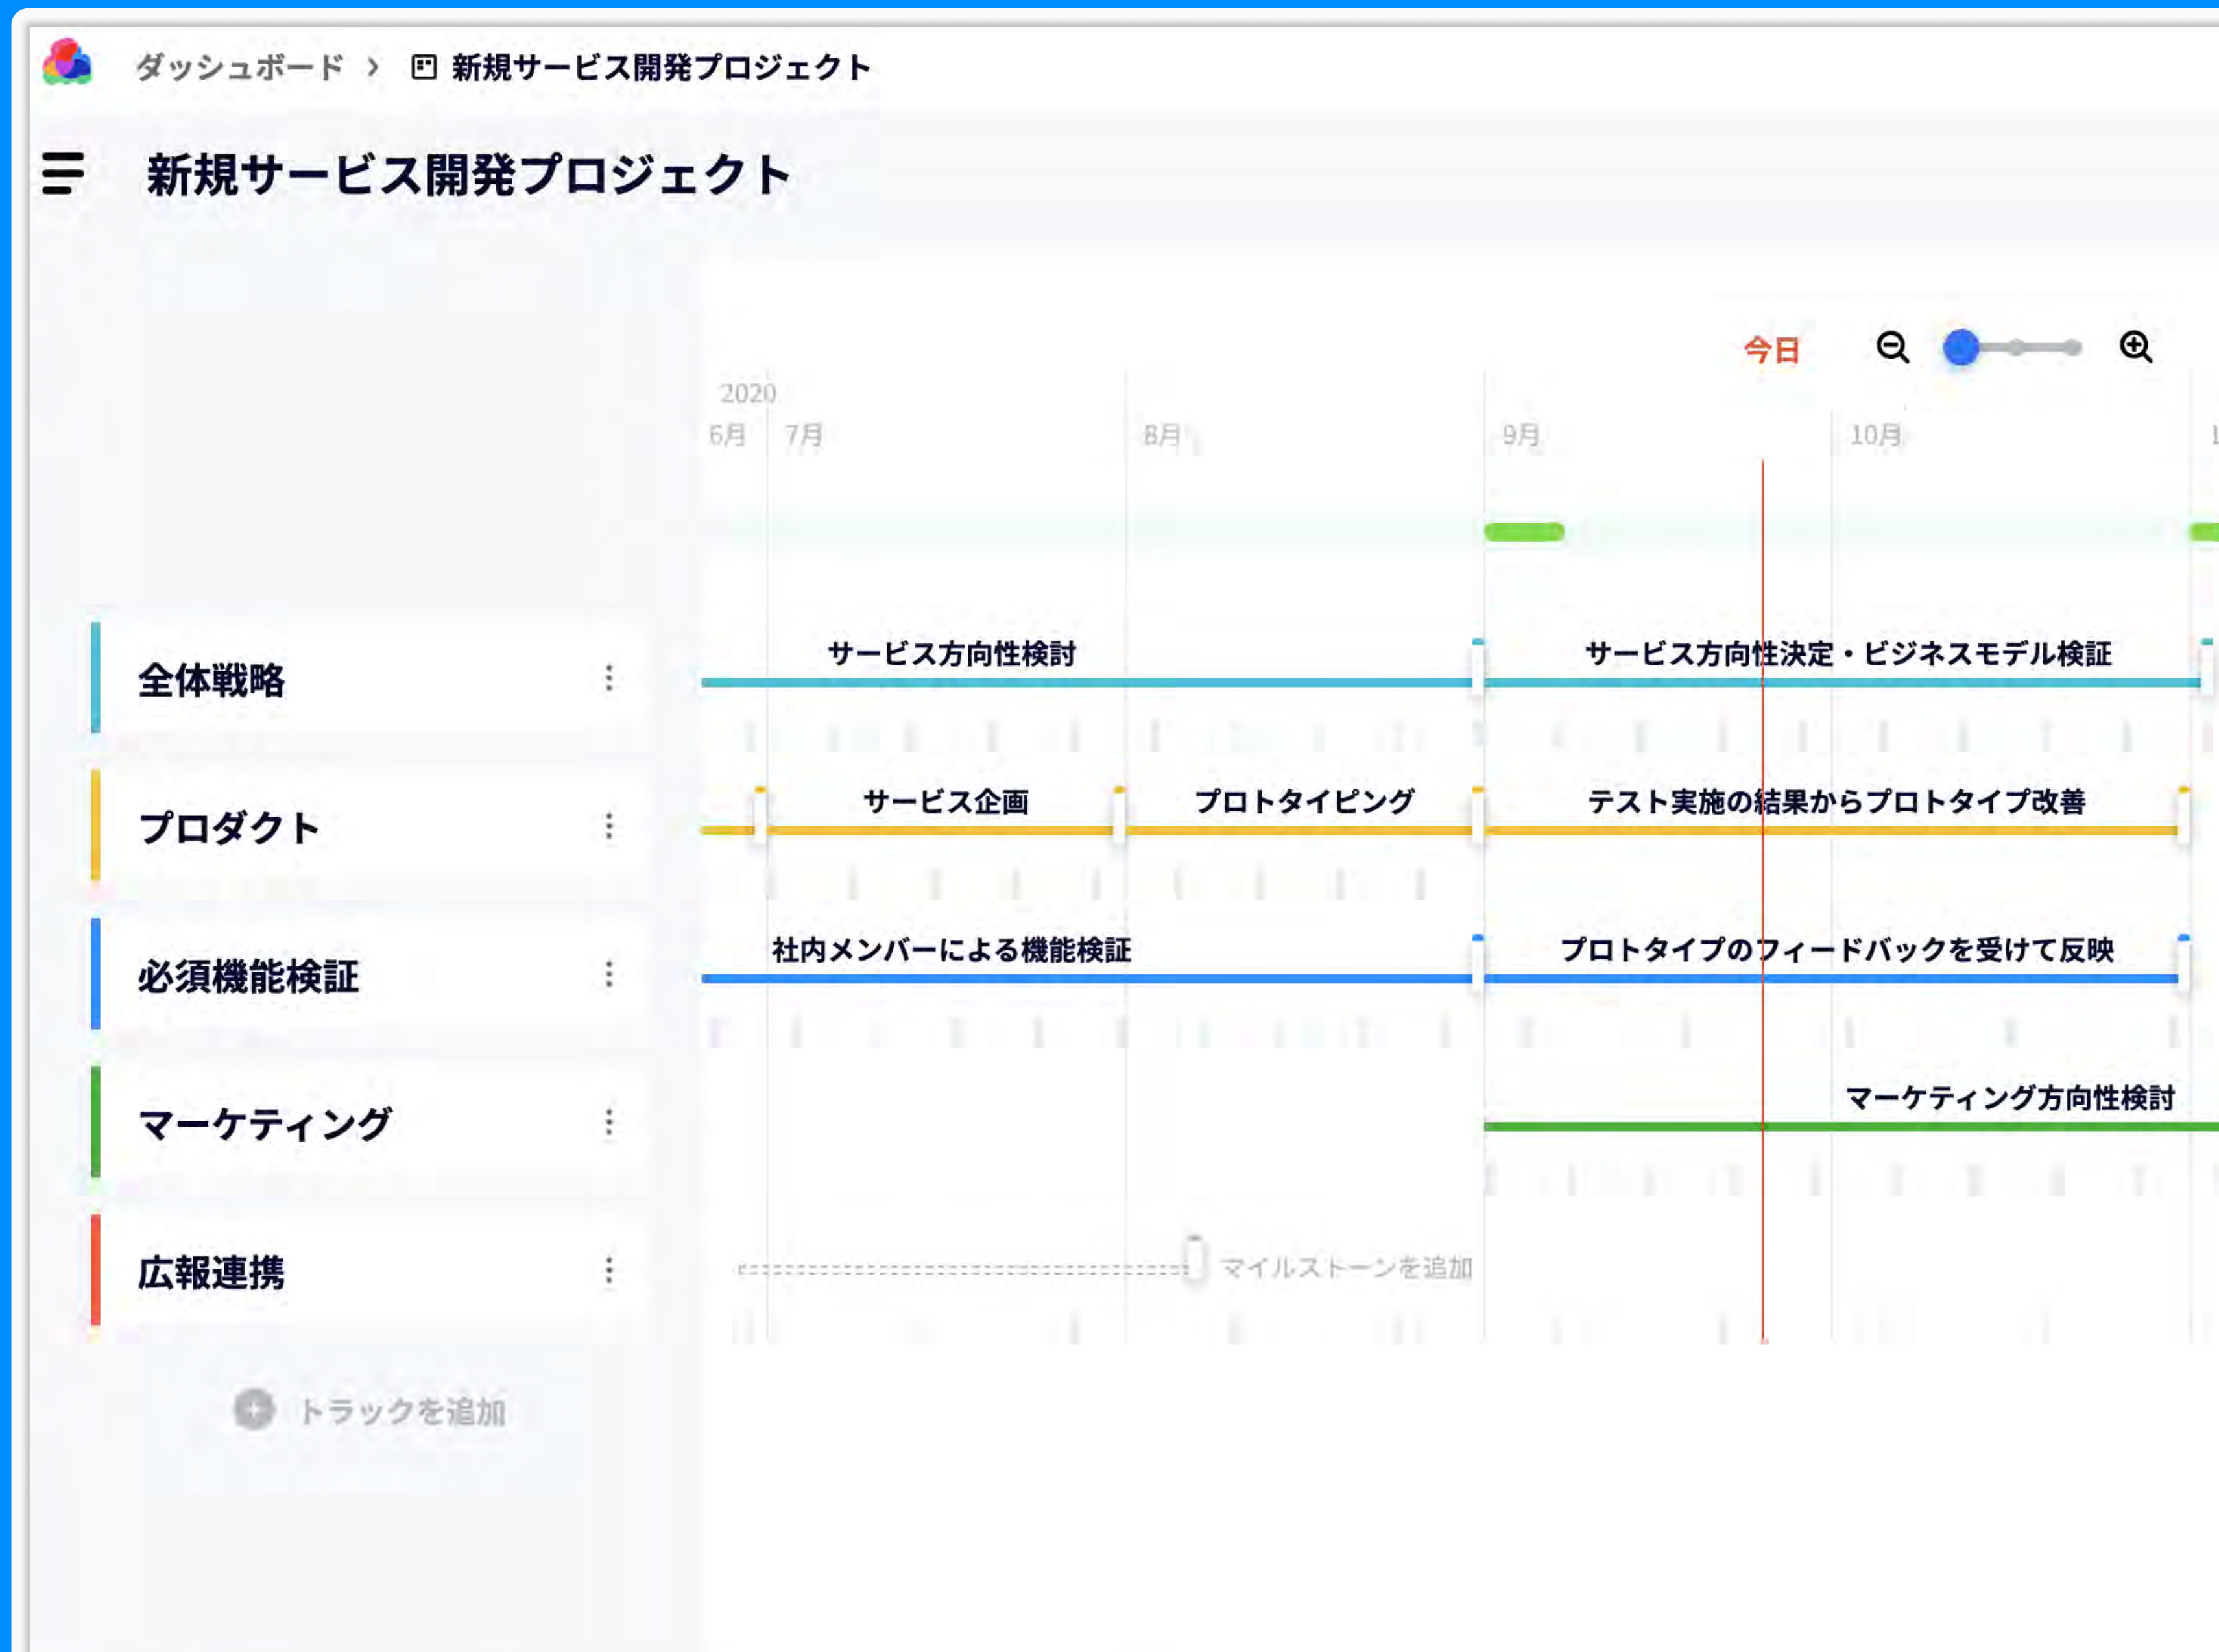 ダッシュボード > 新規サービス開発プロジェクト
新規サービス開発プロジェクト
今日
2020
6月 7月 8月 9月 10月
全体戦略 サービス方向性検討 サービス方向性決定・ビジネスモデル検証
プロダクト サービス企画 プロトタイピング テスト実施の結果からプロトタイプ改善
必須機能検証 社内メンバーによる機能検証 プロトタイプのフィードバックを受けて反映
マーケティング マーケティング方向性検討
広報連携 マイルストーンを追加
トラックを追加